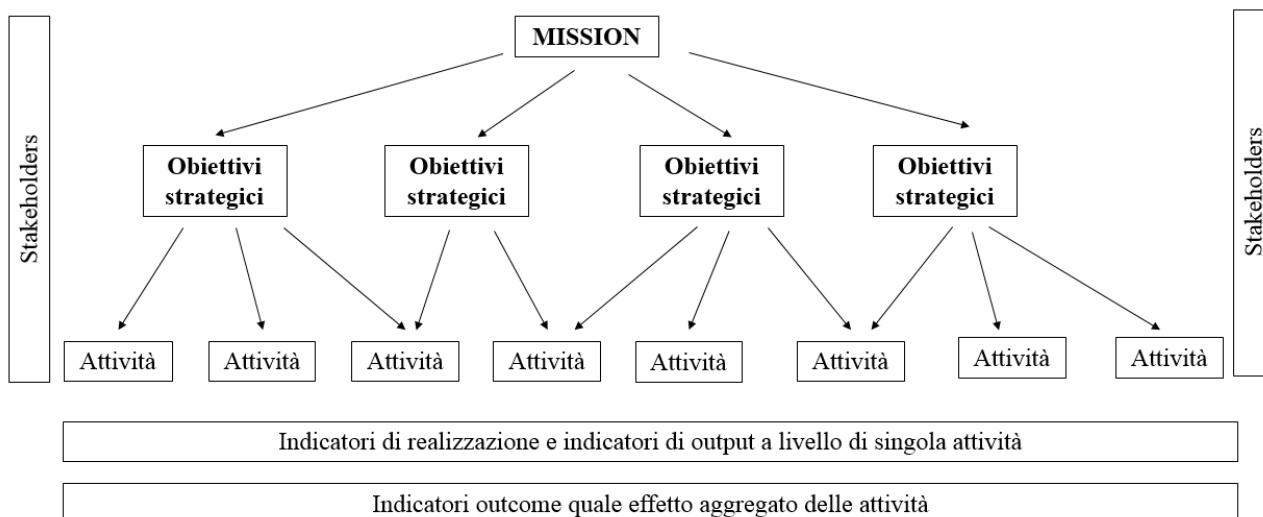 MISSION
Stakeholders
Stakeholders
Obiettivi
strategici
Obiettivi
strategici
Obiettivi
strategici
Obiettivi
strategici
Attività
Attività
Attività
Attività
Attività
Attività
Attività
Attività
Indicatori di realizzazione e indicatori di output a livello di singola attività
Indicatori outcome quale effetto aggregato delle attività